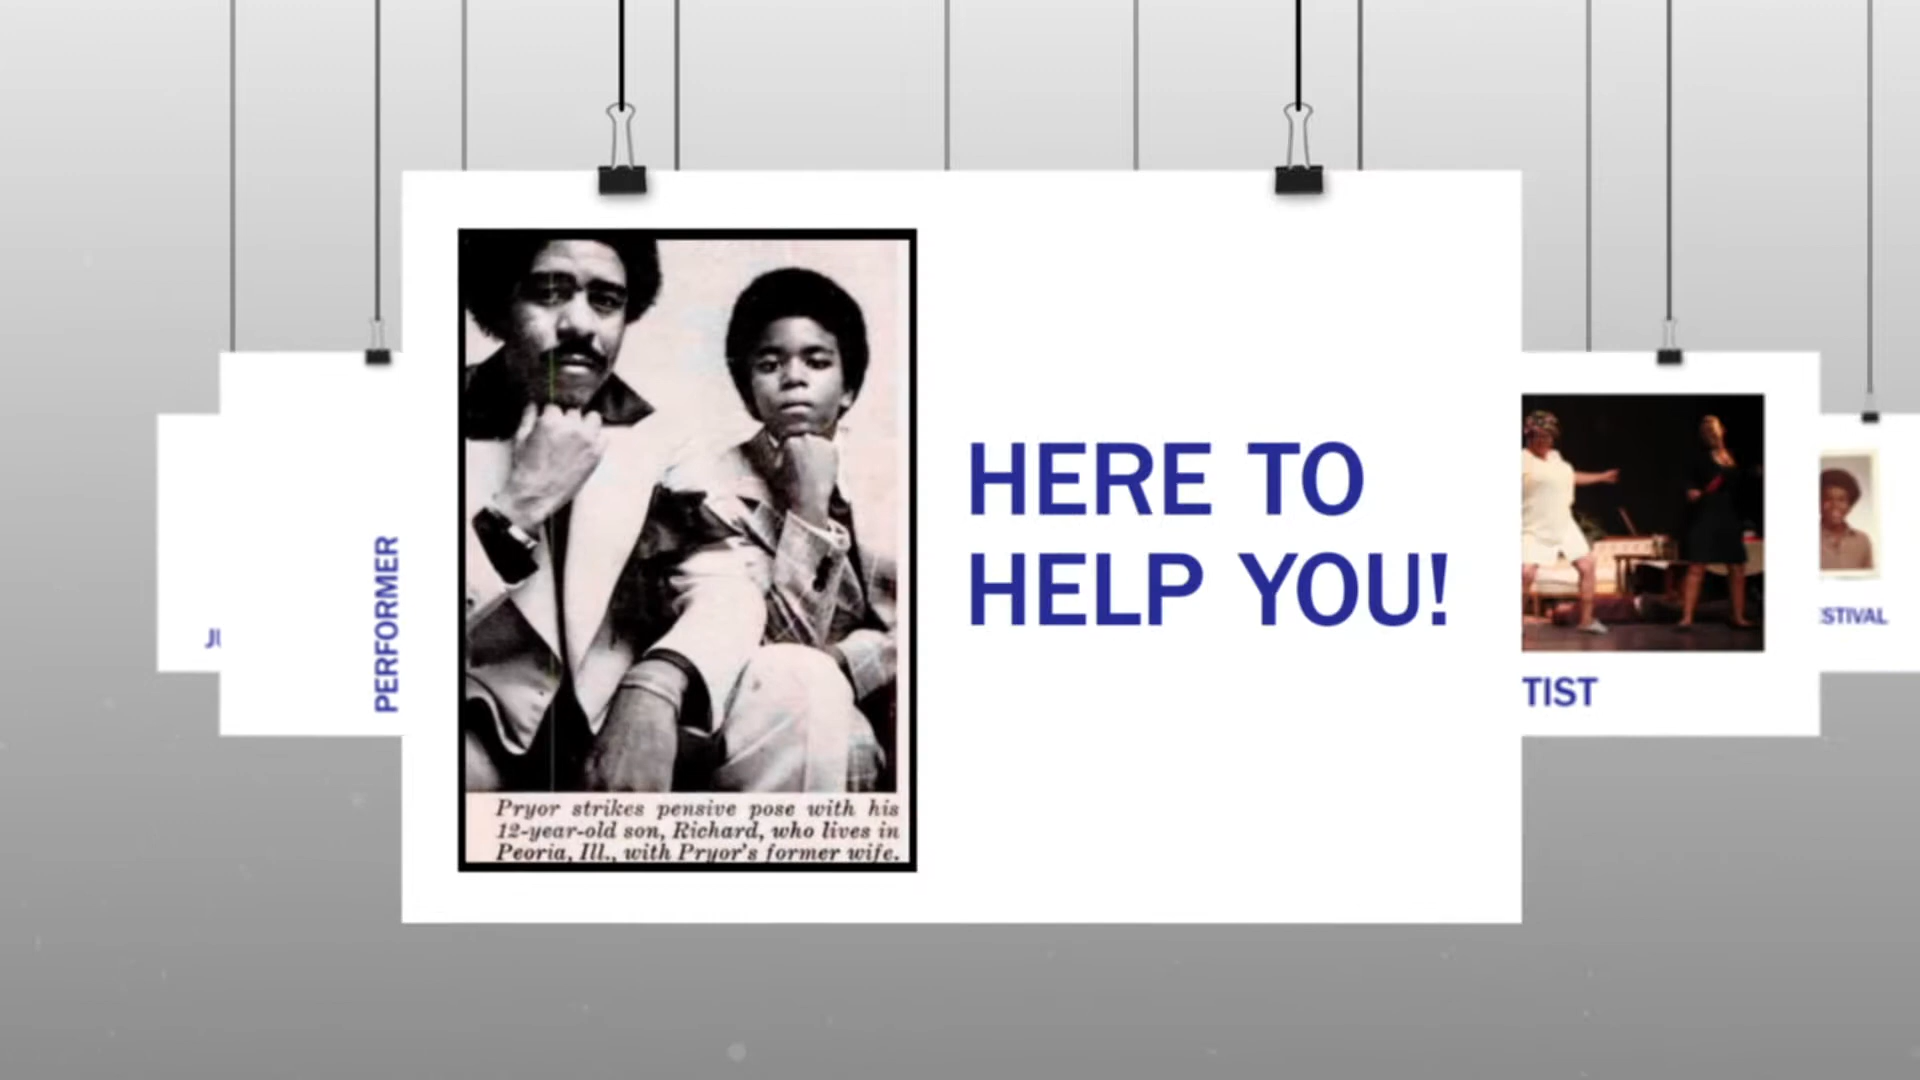 PERFORMER
HERE TO
HELP YOU!
Pryor strikes pensive pose with his
12-year-old son, Richard, who lives in
Peoria, Ill., with Pryor's former wife.
TIST
STIVAL